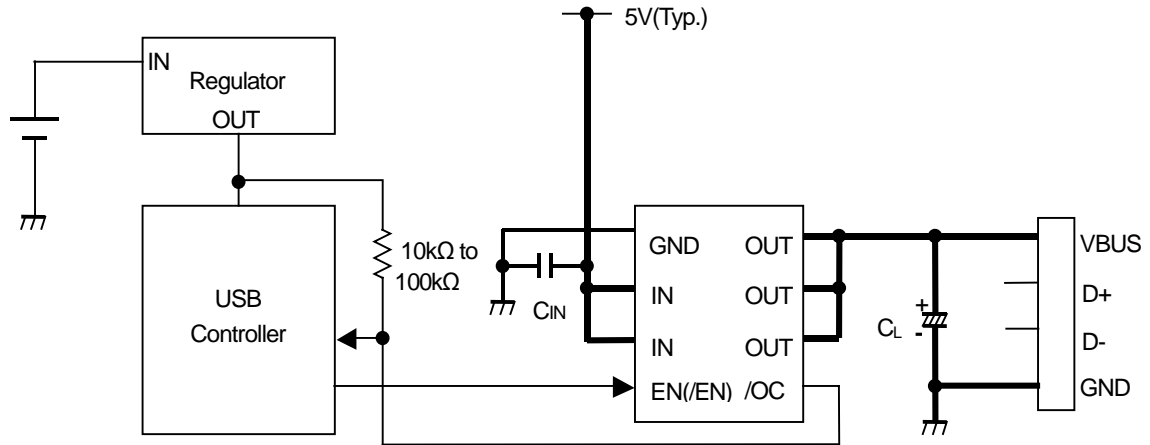 5V(Typ.)
IN
Regulator
OUT
10kΩ to
100kΩ
USB
Controller
CIN
GND OUT
IN OUT
IN OUT
EN(/EN) /OC
+
CL
-
VBUS
D+
D-
GND